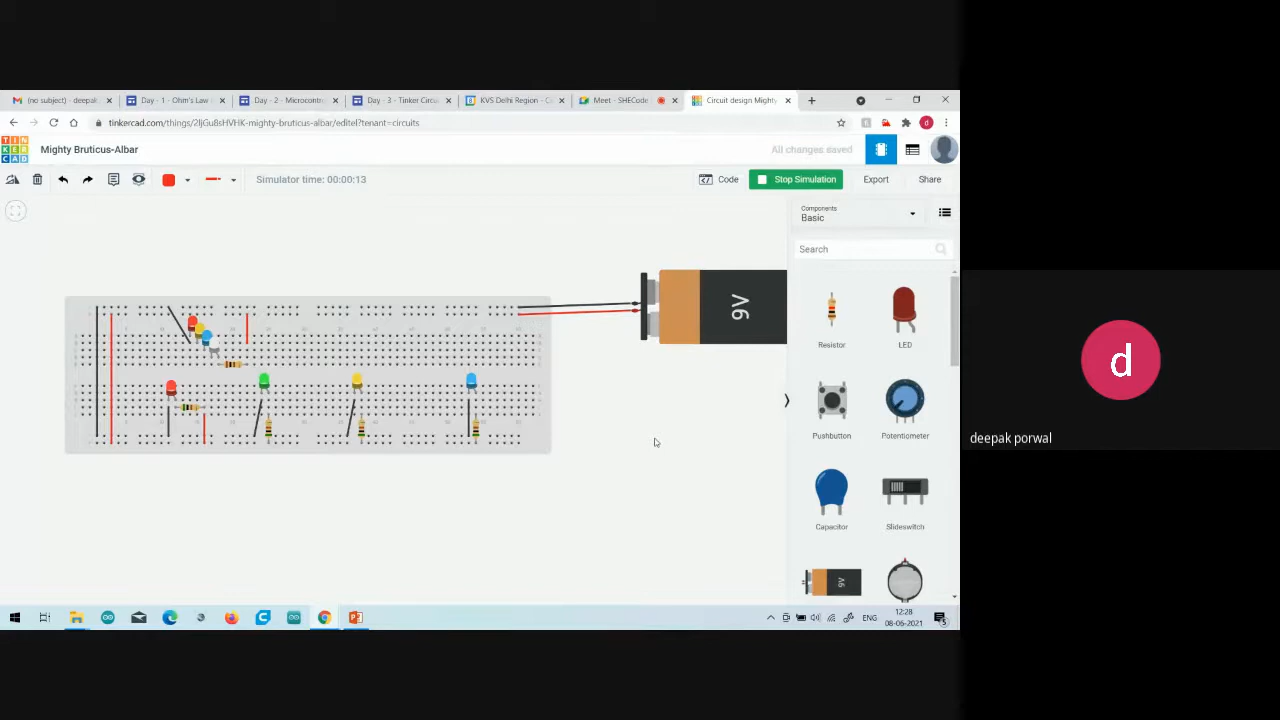 (no subject) - deepak
Day - 1 - Ohm's Law
Day - 2 - Microcontr
Day - 3 - Tinker Circu
KVS Delhi Region - C
Meet - SHECode
Circuit design Mighty
tinkercad.com/things/2IjGu8sHVHK-mighty-bruticus-albar/editel?tenant=circuits
TIN
KER
CAD
Mighty Bruticus-Albar
All changes saved
Simulator time: 00:00:13
Code
Stop Simulation
Export
Share
Components
Basic
Search
9V
Resistor
LED
Pushbutton
Potentiometer
Capacitor
Slideswitch
9V
d
deepak porwal
ENG
12:28
08-06-2021
5